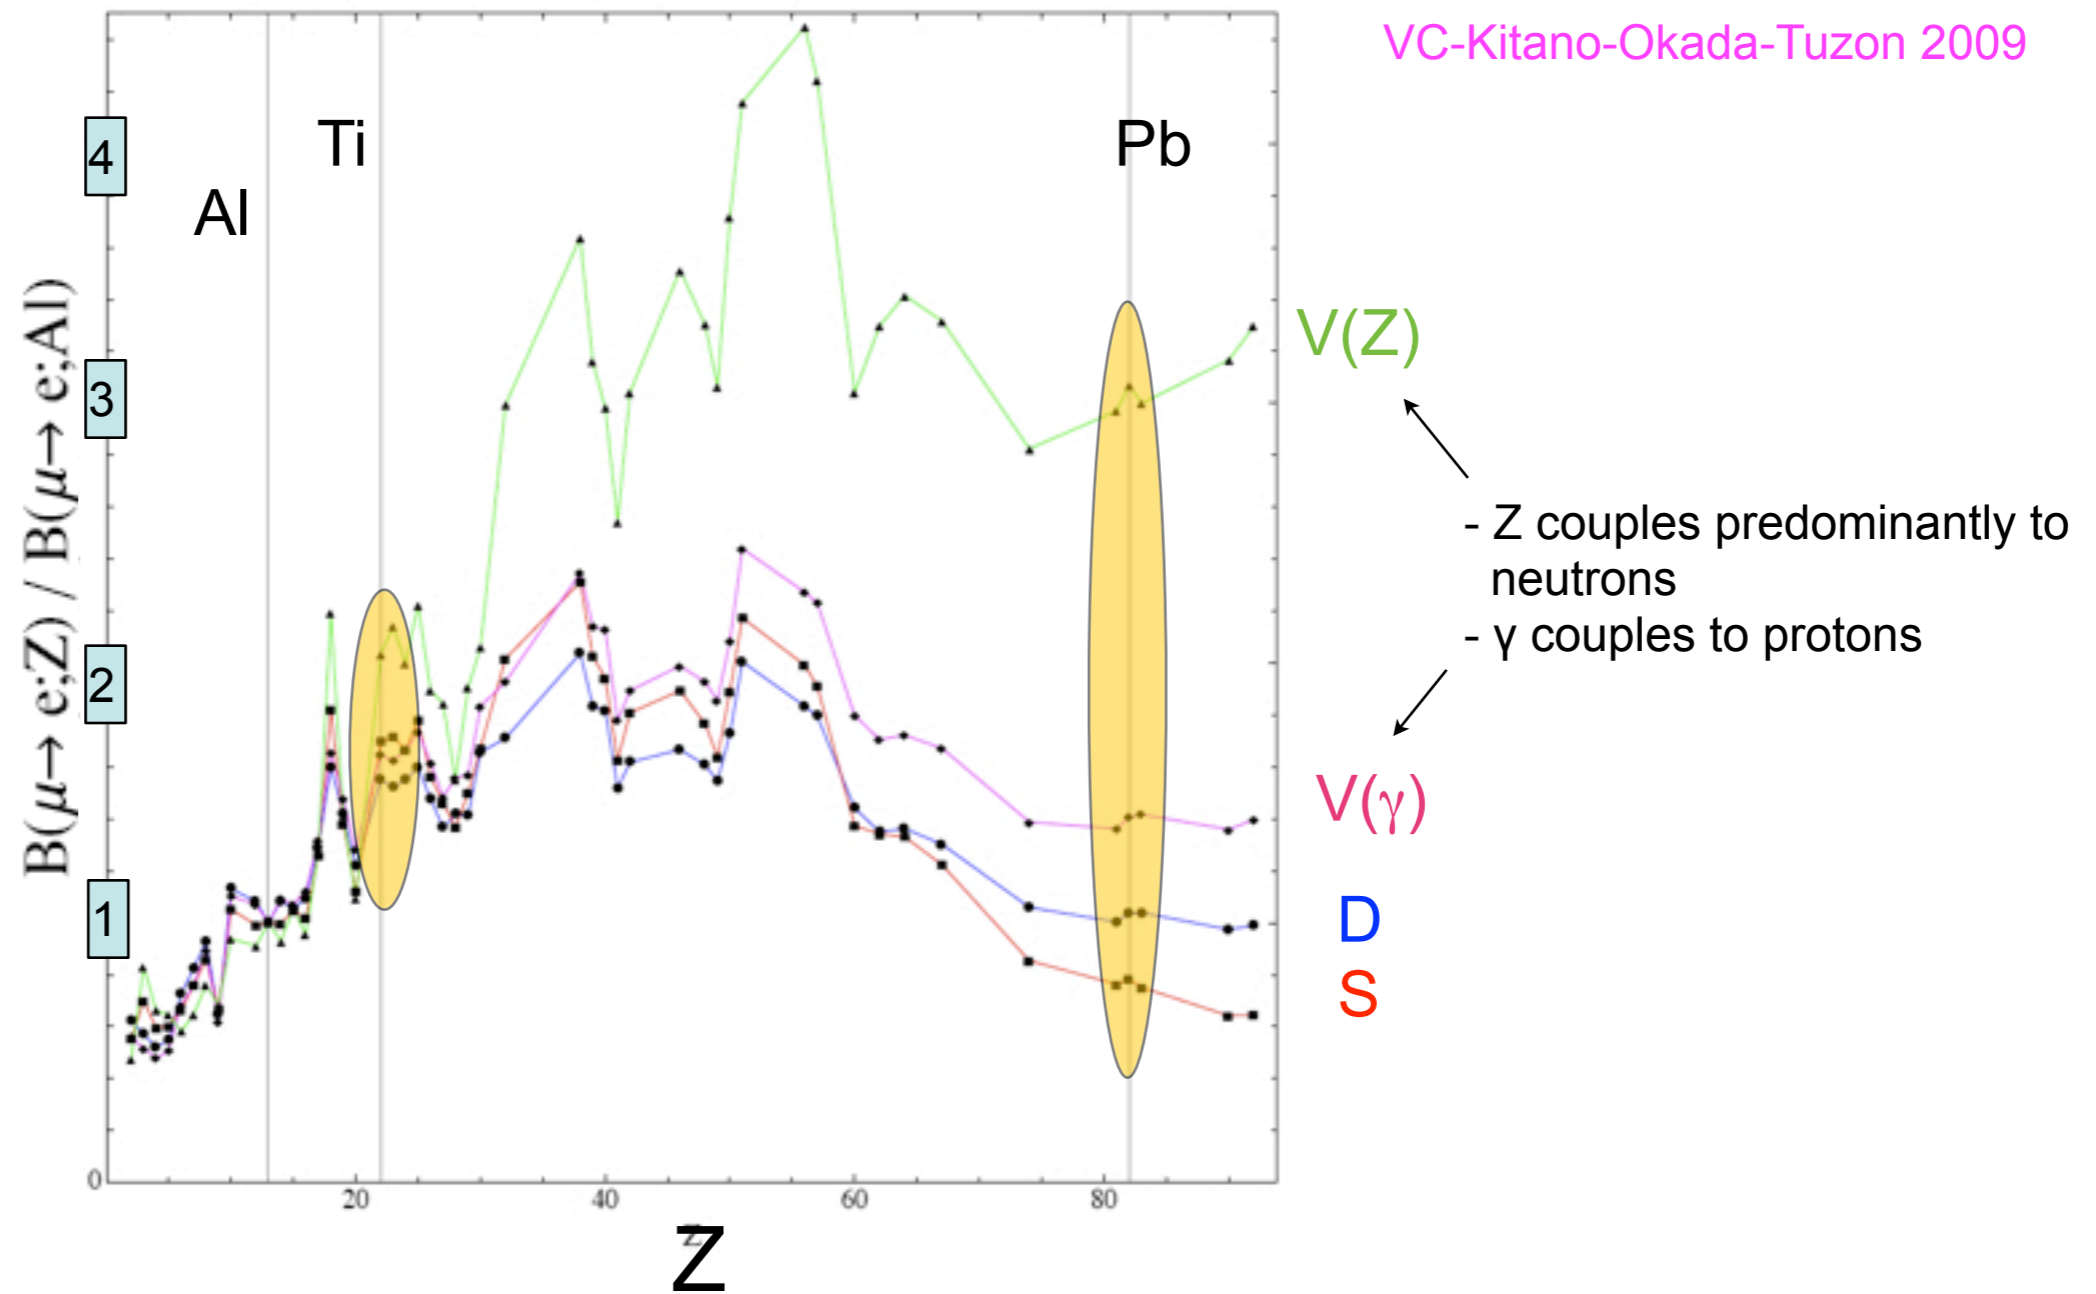 VC-Kitano-Okada-Tuzon 2009
4
Ti
Pb
Al
B(μ→ e;Z) / B(μ→ e;Al)
3
V(Z)
- Z couples predominantly to
neutrons
- γ couples to protons
2
V(γ)
1
D
S
0
20
40
60
80
Z
Z